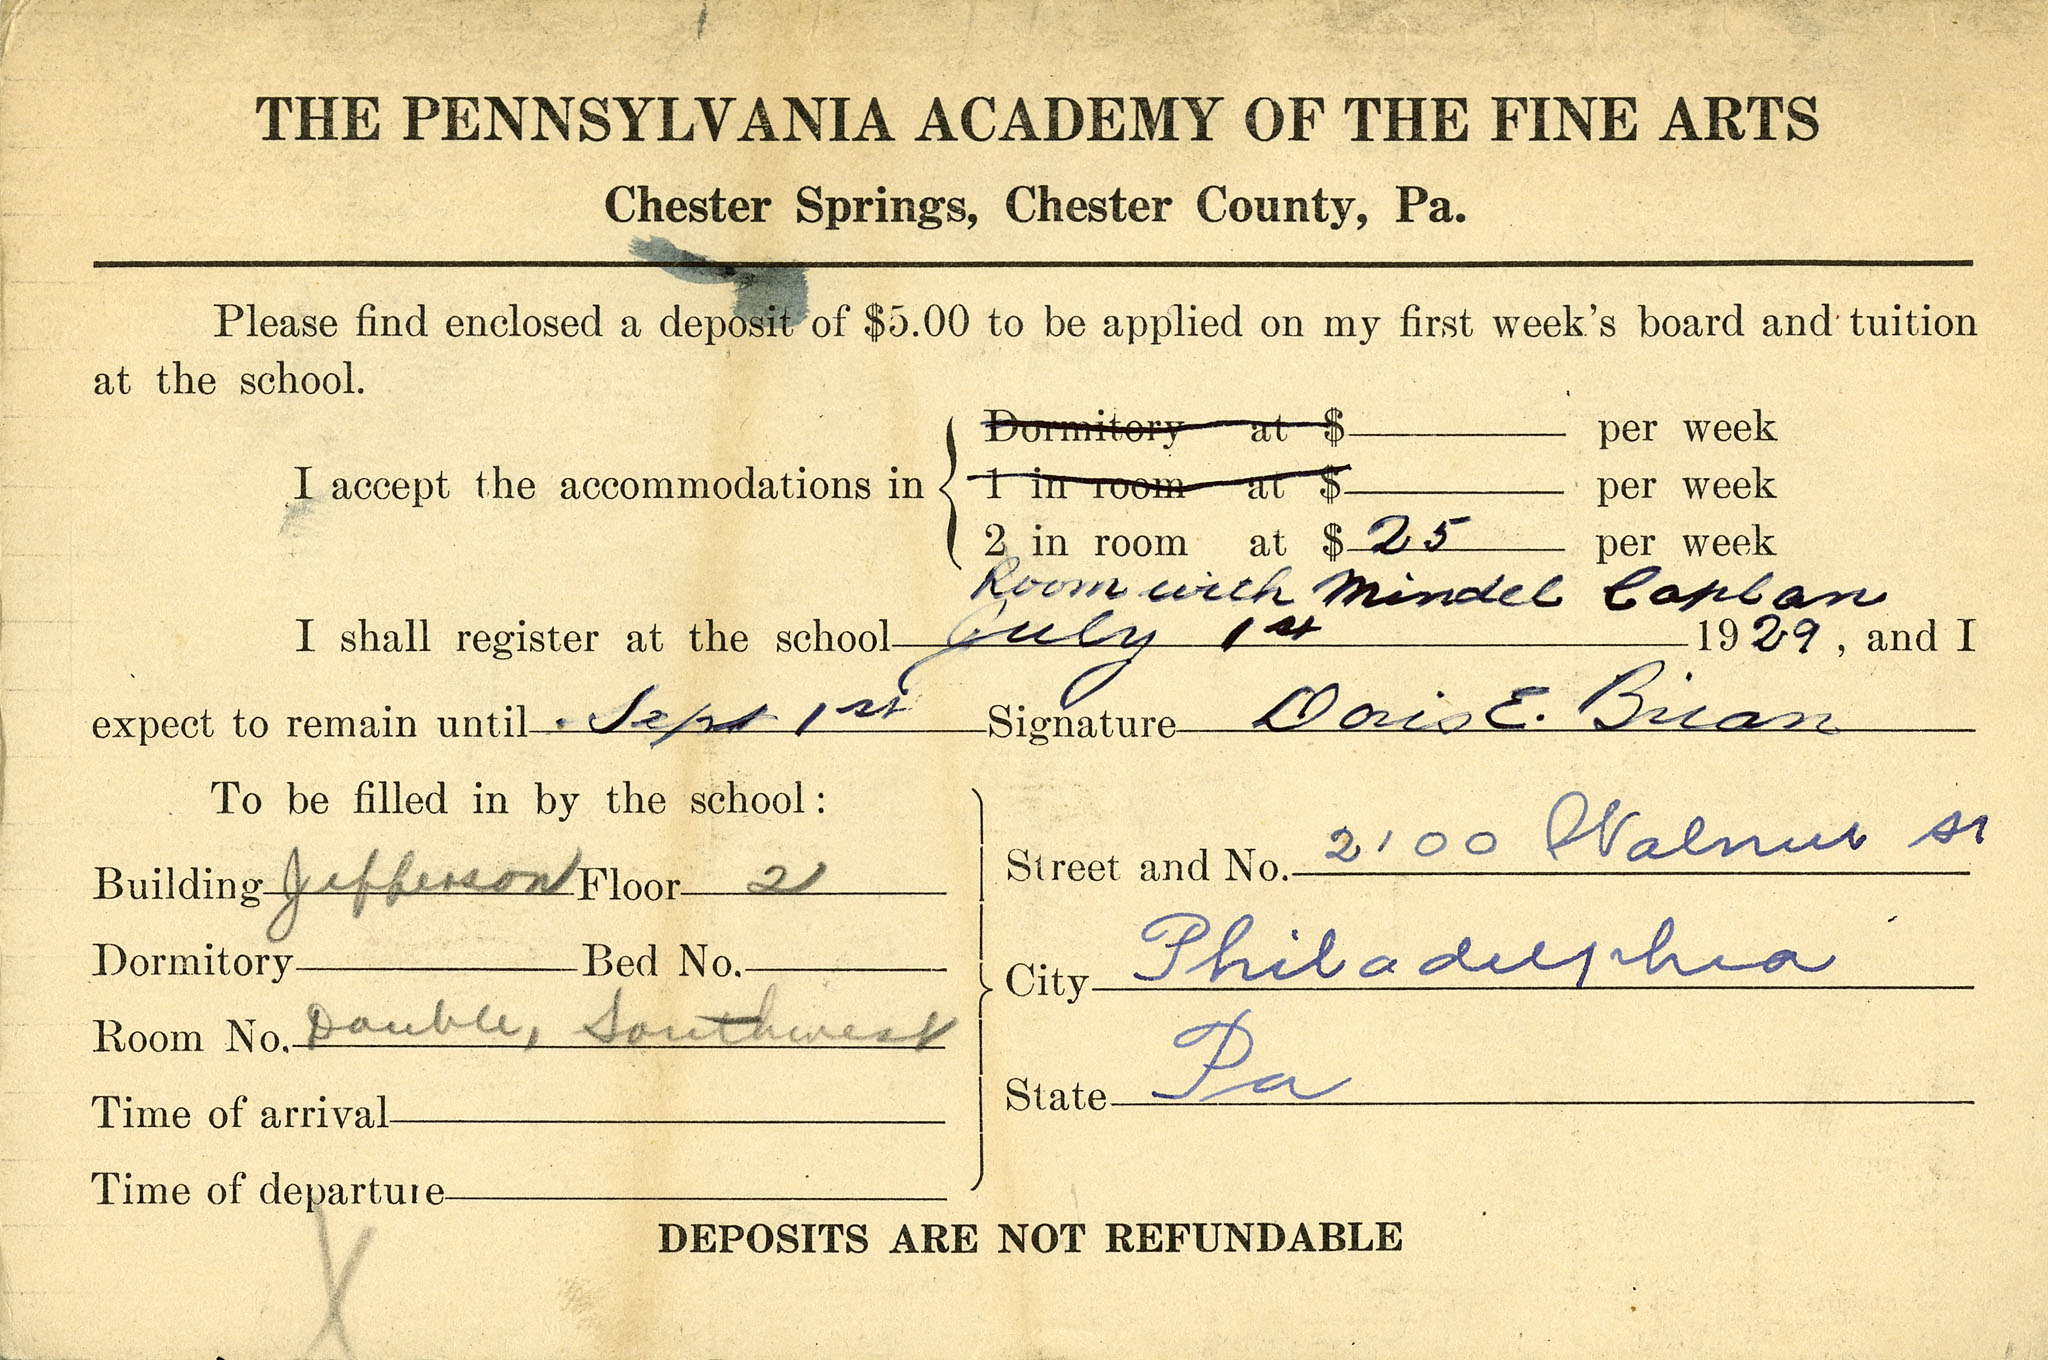 THE PENNSYLVANIA ACADEMY OF THE FINE ARTS
Chester Springs, Chester County, Pa.
Please find enclosed a deposit of $5.00 to be applied on my first week's board and tuition
at the school.
Dormitory at $ per week
I accept the accommodations in 1 in room at $ per week
2 in room at $ 25 per week
Room with Mindel Caplan
I shall register at the school July 1st 1929, and I
expect to remain until Sept 1st Signature Doris E. Brian
To be filled in by the school:
Building Jefferson Floor 2
Dormitory Bed No.
Room No. Double, Southwest
Time of arrival
Time of departure
Street and No. 2100 Walnut St
City Philadelphia
State Pa
DEPOSITS ARE NOT REFUNDABLE